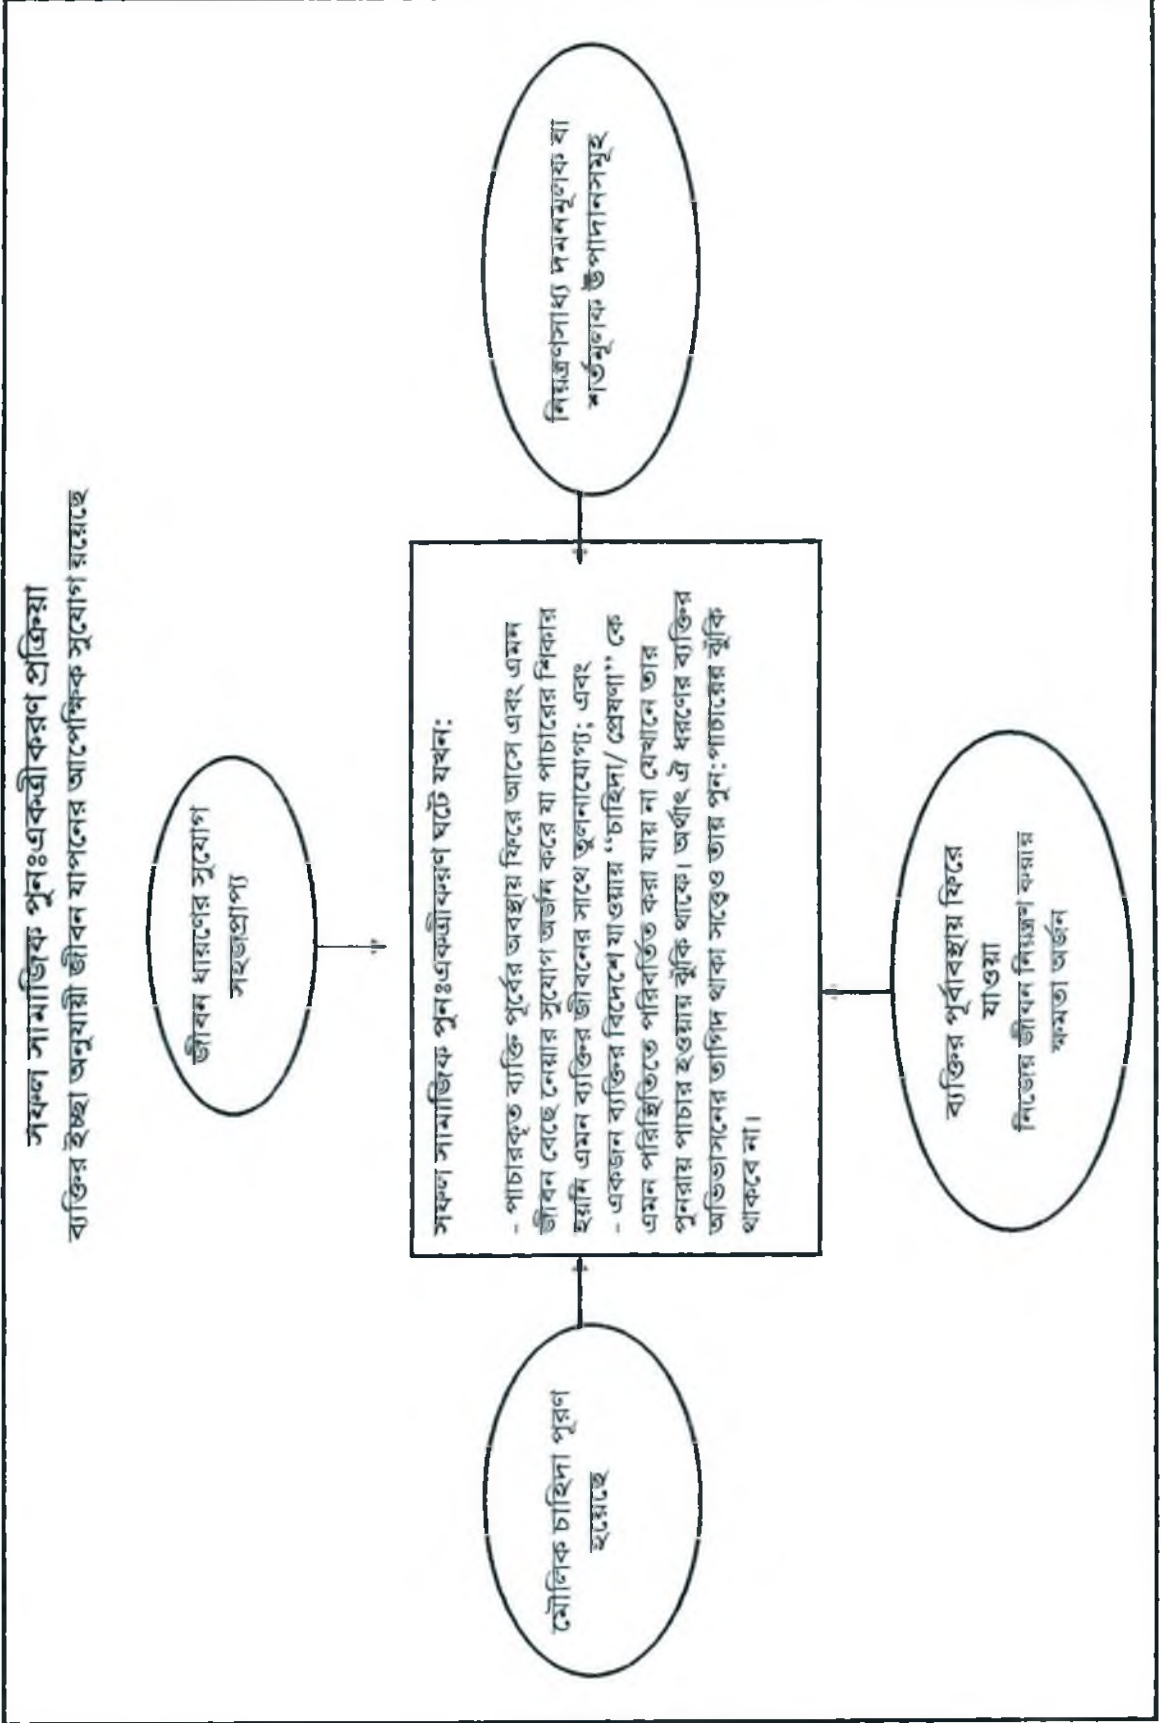 সফল সামাজিক পুনঃএকত্রীকরণ প্রক্রিয়া
ব্যক্তির ইচ্ছা অনুযায়ী জীবন যাপনের আপেক্ষিক সুযোগ রয়েছে
জীবন ধারণের সুযোগ
সহজপ্রাপ্য
মৌলিক চাহিদা পূরণ
হয়েছে
সফল সামাজিক পুনঃএকত্রীকরণ ঘটে যখন:
- পাচারকৃত ব্যক্তি পূর্বের অবস্থায় ফিরে আসে এবং এমন
জীবন বেছে নেয়ার সুযোগ অর্জন করে যা পাচারের শিকার
হয়নি এমন ব্যক্তির জীবনের সাথে তুলনাযোগ্য; এবং
- একজন ব্যক্তির বিদেশে যাওয়ার "চাহিদা/ প্রেষণা" কে
এমন পরিস্থিতিতে পরিবর্তিত করা যায় না যেখানে তার
পুনরায় পাচার হওয়ার ঝুঁকি থাকে। অর্থাৎ ঐ ধরণের ব্যক্তির
অভিভাসনের তাগিদ থাকা সত্ত্বেও তার পুন:পাচারের ঝুঁকি
থাকবে না।
নিয়ন্ত্রণসাধ্য দমনমূলক বা
শর্তমূলক উপাদানসমূহ
ব্যক্তির পূর্বাবস্থায় ফিরে
যাওয়া
নিজের জীবন নিয়ন্ত্রণ করার
ক্ষমতা অর্জন